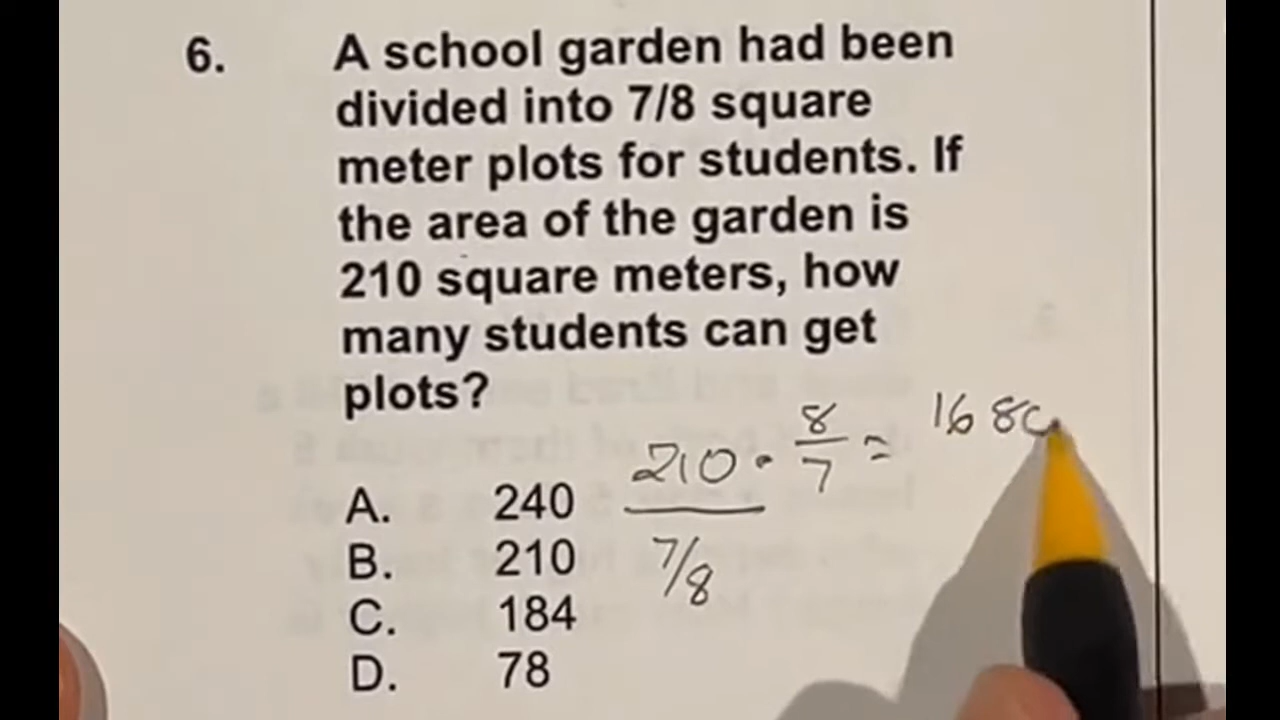 6. A school garden had been
divided into 7/8 square
meter plots for students. If
the area of the garden is
210 square meters, how
many students can get
plots?
A. 240
B. 210
C. 184
D. 78
210 · 8/7 = 1680
7/8